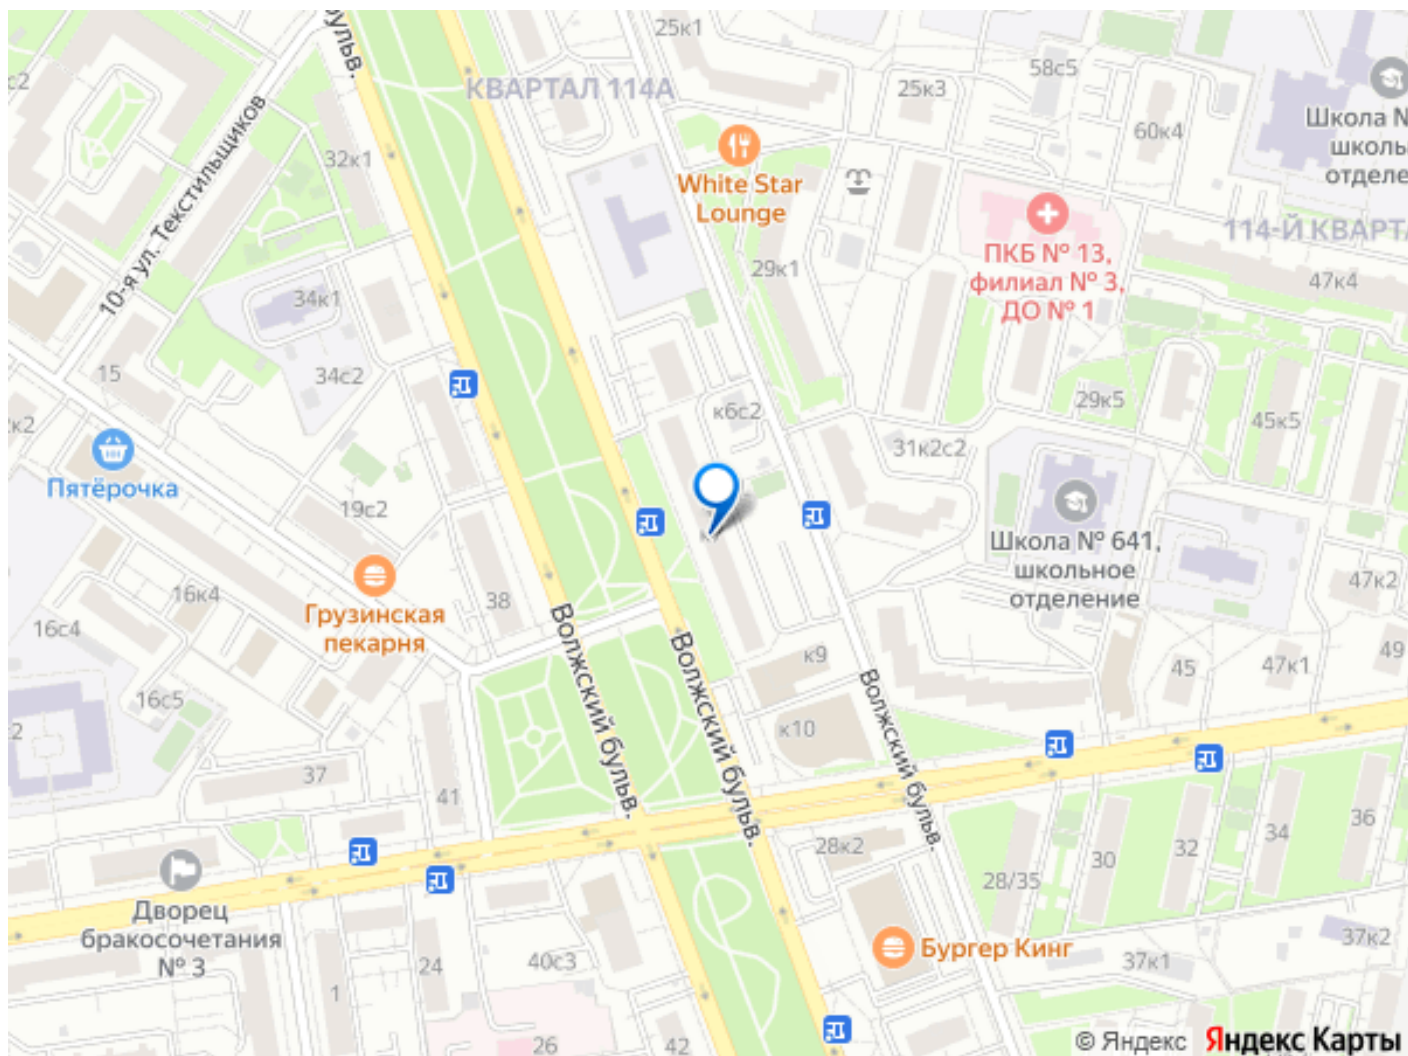 бульв.
25к1
КВАРТАЛ 114А
58с5
25к3
Школа №
школь
отделе
60к4
с2
10-я ул. Текстильщиков
32к1
White Star
Lounge
114-Й КВАРТА
ПКБ № 13,
филиал № 3,
ДО № 1
29к1
47к4
34к1
34с2
15
к6с2
29к5
45к5
к2
31к2с2
Пятёрочка
19с2
Школа № 641,
школьное
отделение
47к2
16к4
Грузинская
пекарня
38
16с4
Волжский бульв.
Волжский бульв.
Волжский бульв.
к9
45
47к1
49
16с5
2
к10
37
41
28к2
28/35
30
32
34
36
Дворец
бракосочетания
№ 3
24
40с3
1
26
42
Бургер Кинг
37к1
37к2
© Яндекс Яндекс Карты